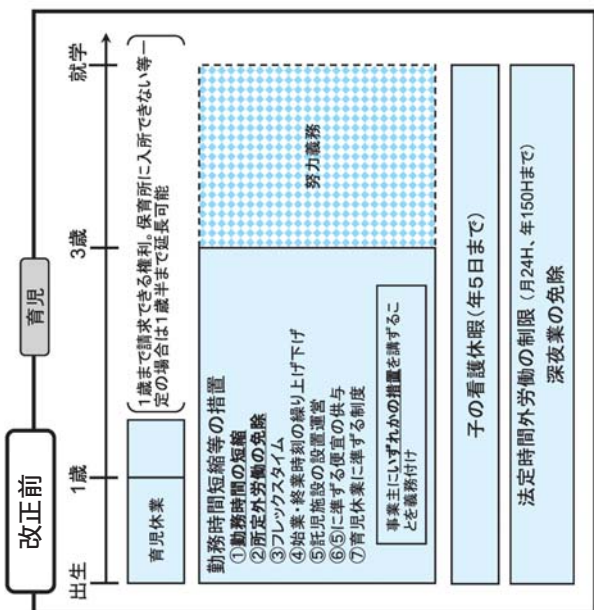 改正前
育児
出生
1歳
3歳
就学
育児休業
1歳まで請求できる権利。保育所に入所できない等一
定の場合は1歳半まで延長可能
勤務時間短縮等の措置
①勤務時間の短縮
②所定外労働の免除
③フレックスタイム
④始業・終業時刻の繰り上げ下げ
⑤託児施設の設置運営
⑥⑤に準ずる便宜の供与
⑦育児休業に準ずる制度
事業主にいずれかの措置を講ずるこ
とを義務付け
努力義務
子の看護休暇(年5日まで)
法定時間外労働の制限(月24H、年150Hまで)
深夜業の免除